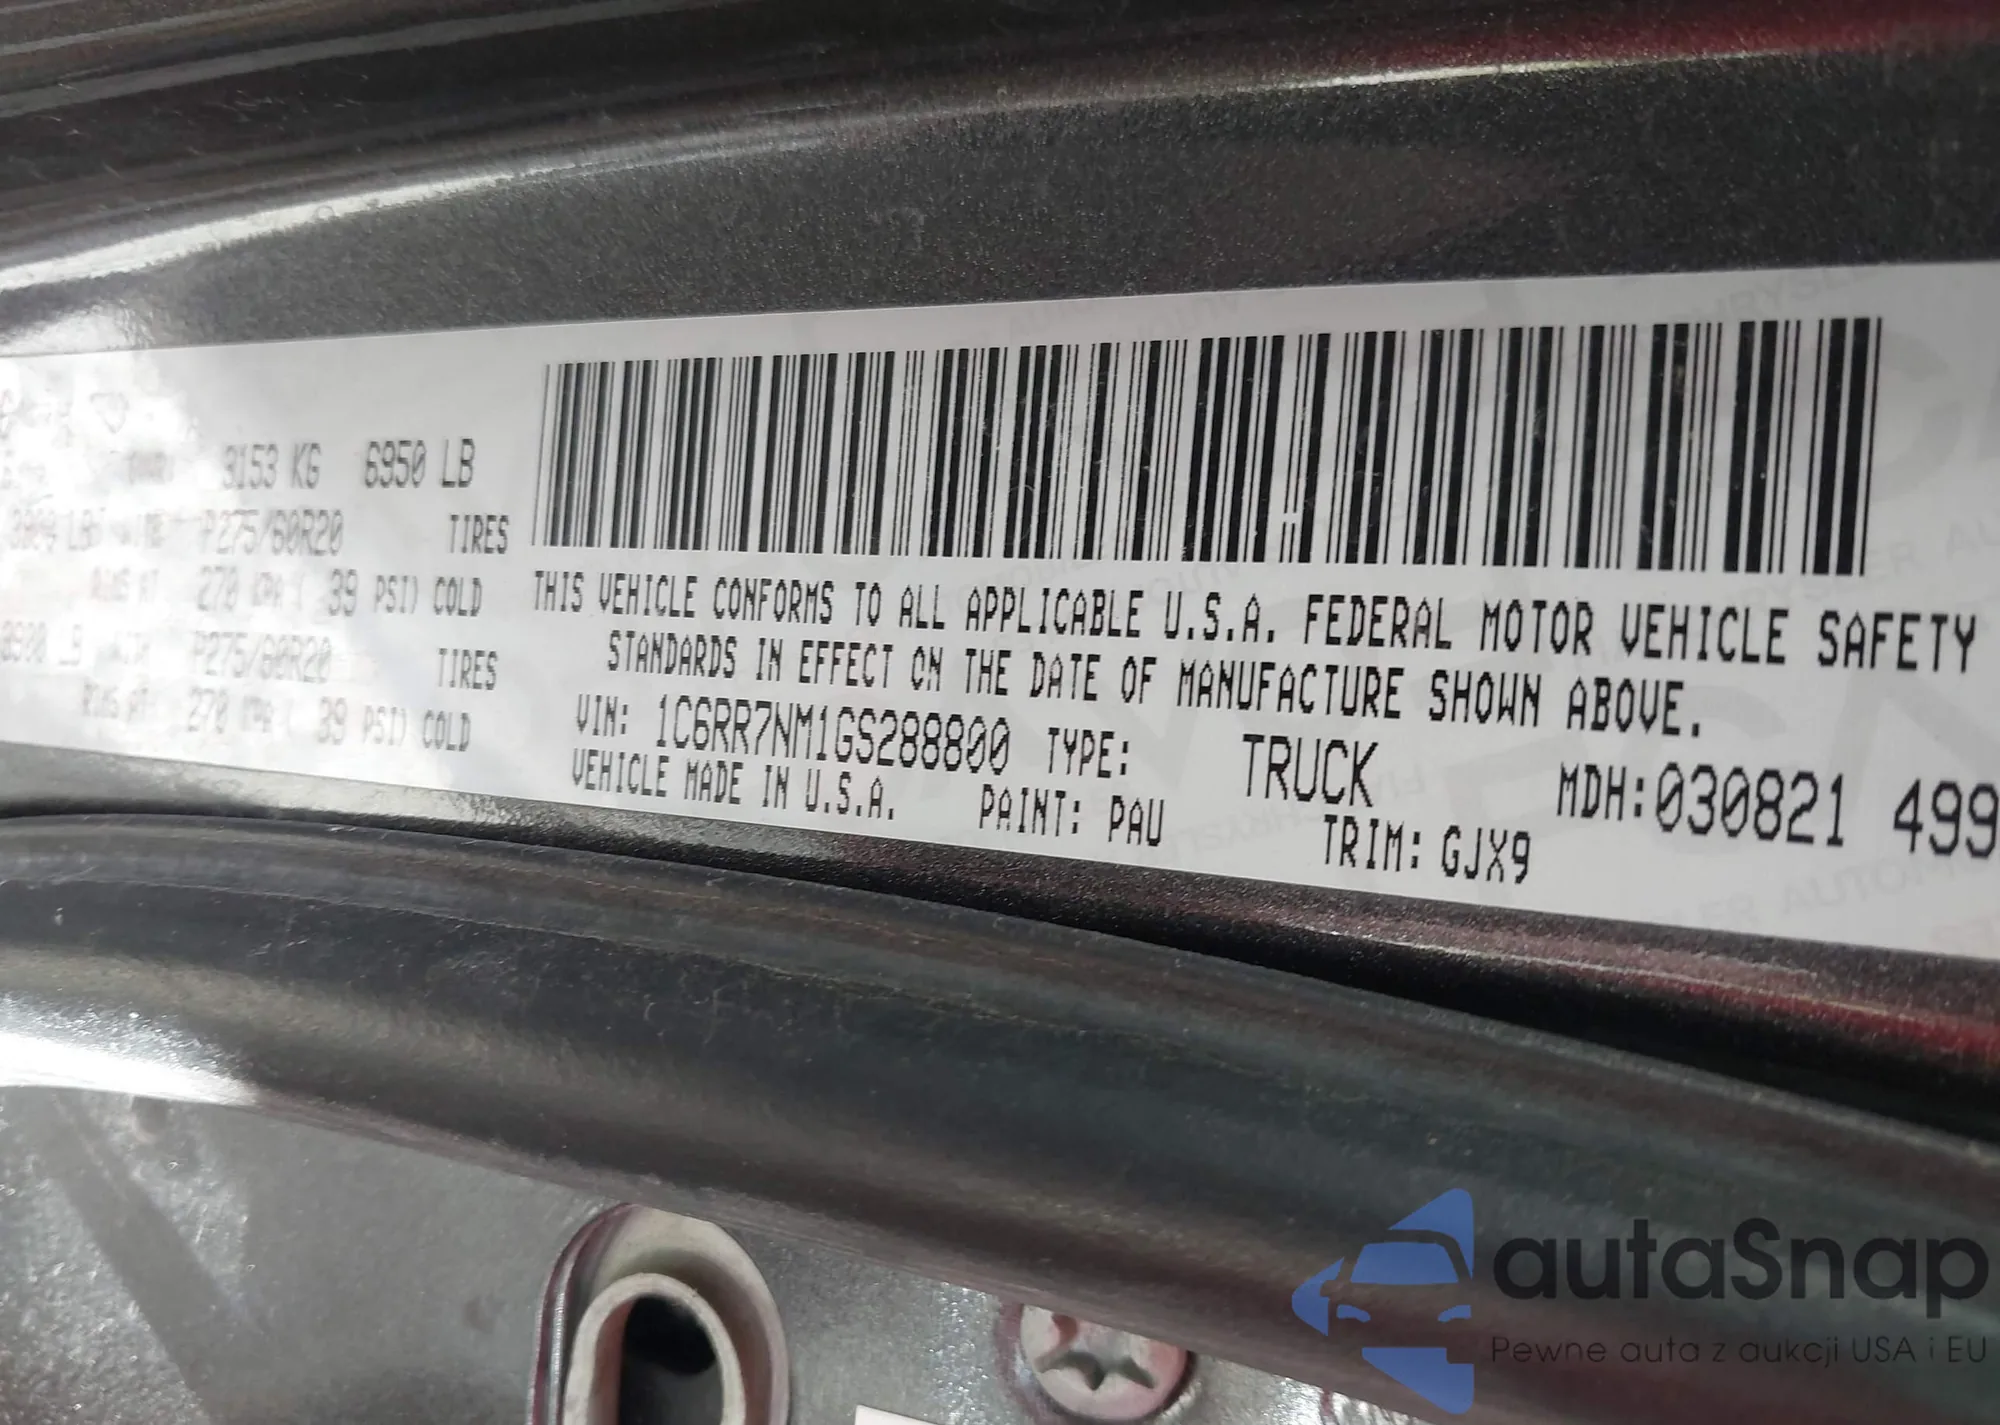 3153 KG 6950 LB
P275/60R20 TIRES
270 KPA ( 39 PSI) COLD
P275/60R20 TIRES
270 KPA ( 39 PSI) COLD
THIS VEHICLE CONFORMS TO ALL APPLICABLE U.S.A. FEDERAL MOTOR VEHICLE SAFETY
STANDARDS IN EFFECT ON THE DATE OF MANUFACTURE SHOWN ABOVE.
VIN: 1C6RR7NM1GS288800 TYPE: TRUCK MDH:030821 499
VEHICLE MADE IN U.S.A. PAINT: PAU TRIM: GJX9
autaSnap
Pewne auta z aukcji USA i EU